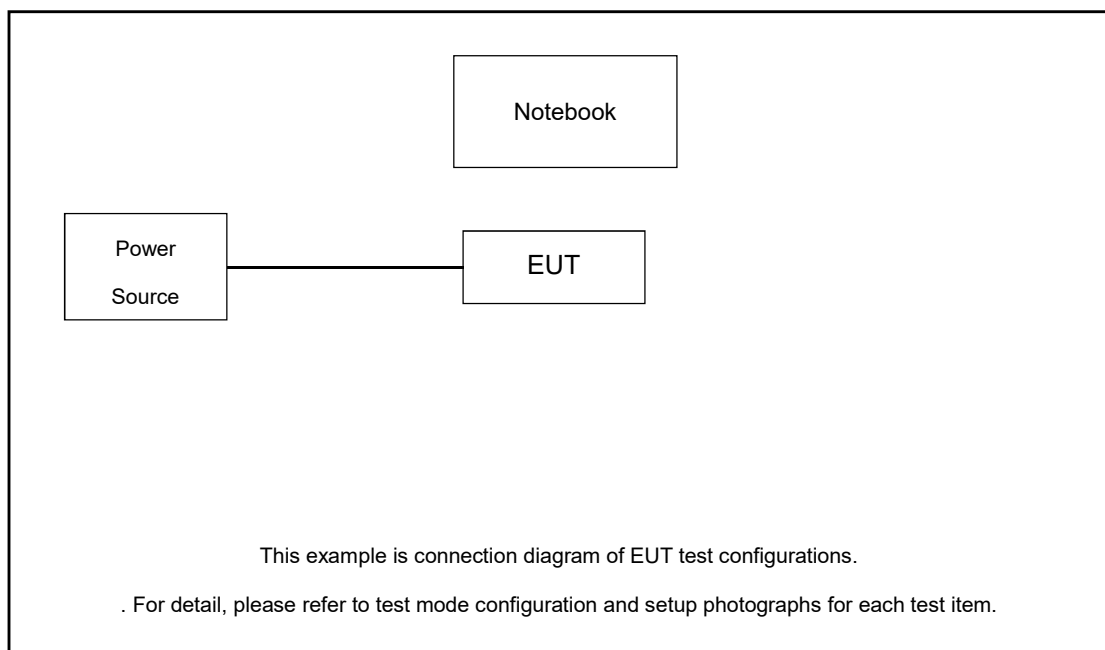 Notebook
Power
Source
EUT
This example is connection diagram of EUT test configurations.
. For detail, please refer to test mode configuration and setup photographs for each test item.